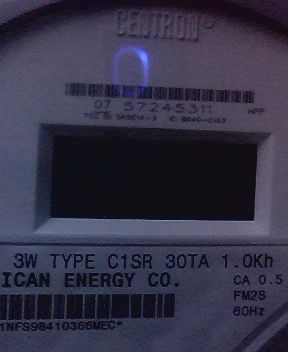 CENTRON®
07 57245311
3W TYPE C1SR 30TA 1.0Kh
ICAN ENERGY CO.
CA 0.5
FM2S
60Hz
1NFS98410366MEC*